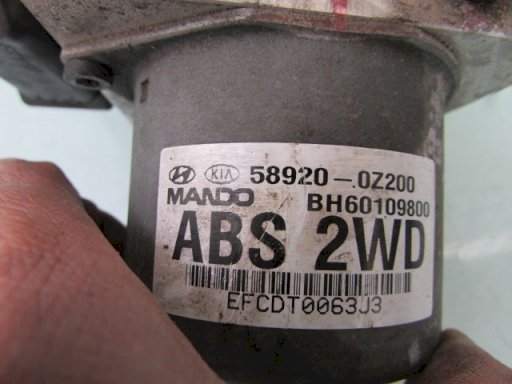 KIA 58920-0Z200
MANDO BH60109800
ABS 2WD
EFCDT0063J3